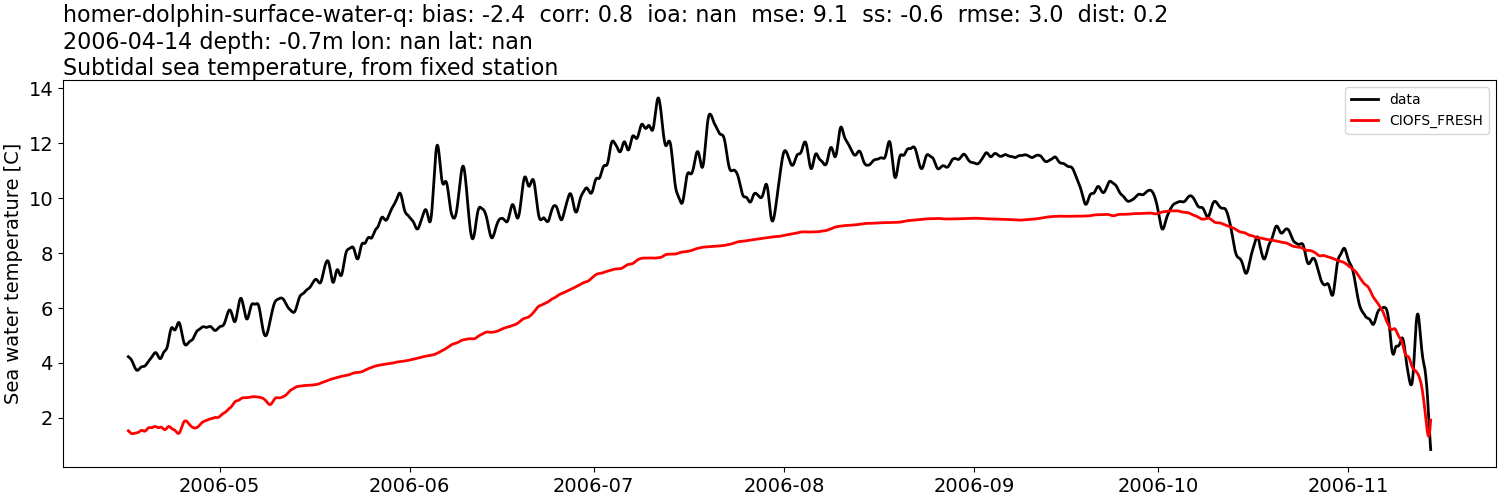 homer-dolphin-surface-water-q: bias: -2.4  corr: 0.8  ioa: nan  mse: 9.1  ss: -0.6  rmse: 3.0  dist: 0.2
2006-04-14 depth: -0.7m lon: nan lat: nan
Subtidal sea temperature, from fixed station
Sea water temperature [C]
14
12
10
8
6
4
2
data
CIOFS_FRESH
2006-05
2006-06
2006-07
2006-08
2006-09
2006-10
2006-11